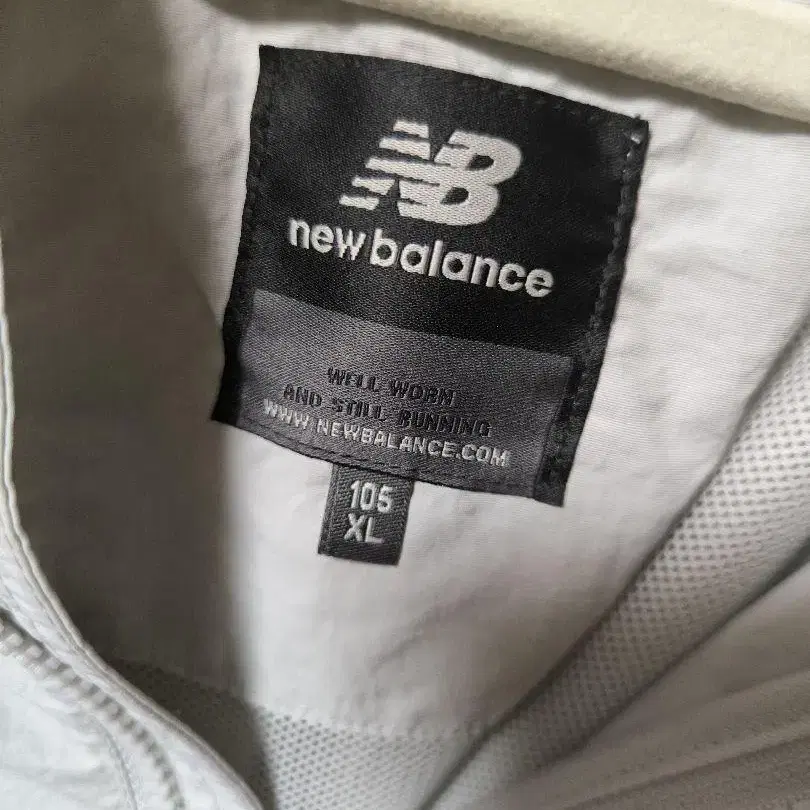 NB
new balance
WELL WORN
AND STILL RUNNING
WWW.NEWBALANCE.COM
105
XL